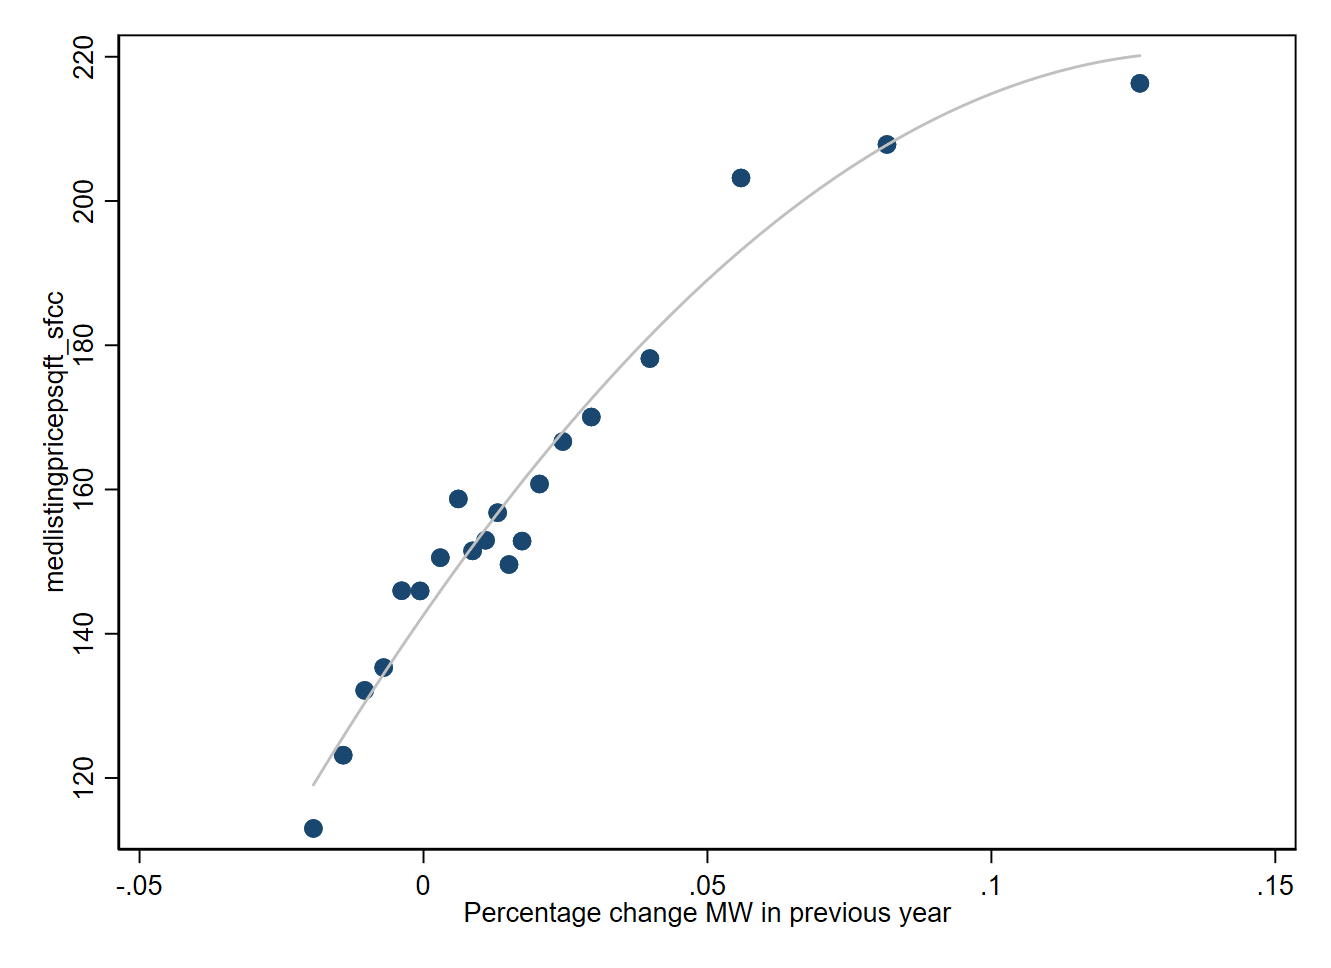 medlistingpricepsqft_sfcc
220
200
180
160
140
120
-.05 0 .05 .1 .15
Percentage change MW in previous year